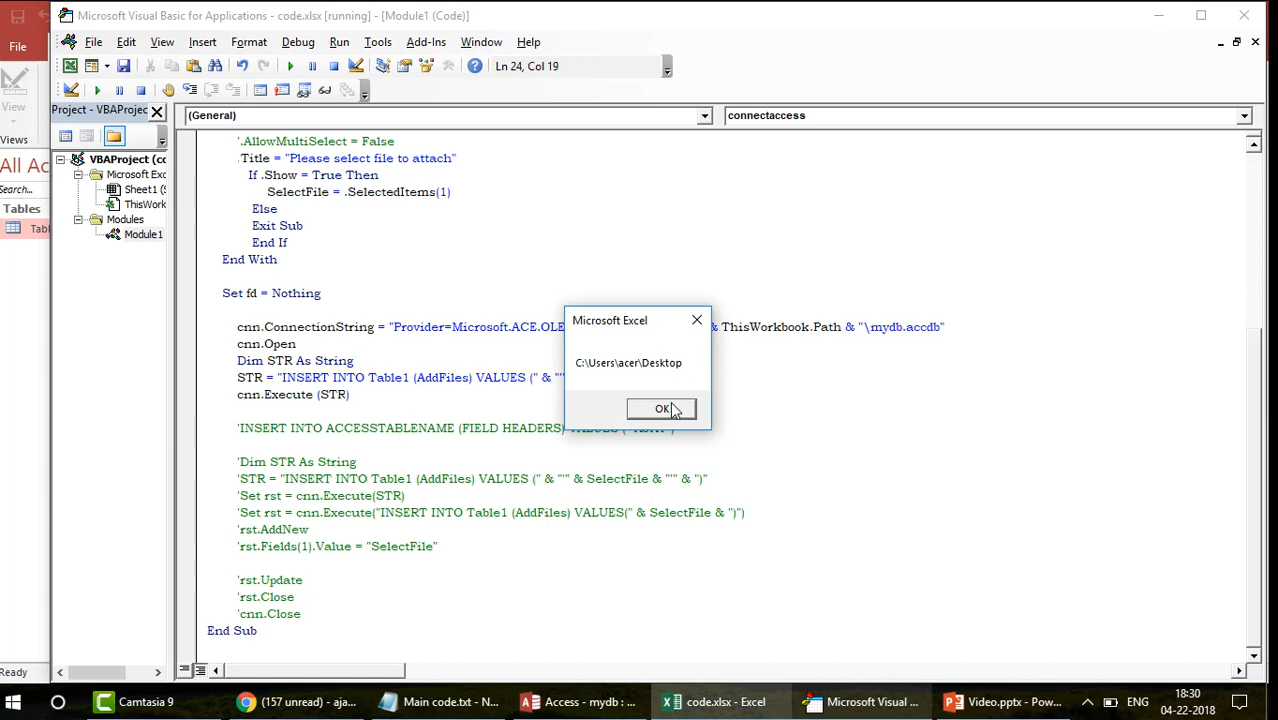 Microsoft Visual Basic for Applications - code.xlsx [running] - [Module1 (Code)]
File
File Edit View Insert Format Debug Run Tools Add-Ins Window Help
Ln 24, Col 19
View
Views
Project - VBAProjec
(General)
connectaccess
All Ac
Search...
Tables
Tabl
VBAProject (co
Microsoft Exc
Sheet1 (S
ThisWork
Modules
Module1
'.AllowMultiSelect = False
.Title = "Please select file to attach"
If .Show = True Then
SelectFile = .SelectedItems(1)
Else
Exit Sub
End If
End With
Set fd = Nothing
cnn.ConnectionString = "Provider=Microsoft.ACE.OLE & ThisWorkbook.Path & "\mydb.accdb"
cnn.Open
Dim STR As String
STR = "INSERT INTO Table1 (AddFiles) VALUES (" & "'"
cnn.Execute (STR)
'INSERT INTO ACCESSTABLENAME (FIELD HEADERS)
'Dim STR As String
'STR = "INSERT INTO Table1 (AddFiles) VALUES (" & "'" & SelectFile & "'" & ")"
'Set rst = cnn.Execute(STR)
'Set rst = cnn.Execute("INSERT INTO Table1 (AddFiles) VALUES(" & SelectFile & ")")
'rst.AddNew
'rst.Fields(1).Value = "SelectFile"
'rst.Update
'rst.Close
'cnn.Close
End Sub
Microsoft Excel
C:\Users\acer\Desktop
OK
Ready
Camtasia 9
(157 unread) - aja...
Main code.txt - N...
Access - mydb : ...
code.xlsx - Excel
Microsoft Visual ...
Video.pptx - Pow...
ENG
18:30
04-22-2018